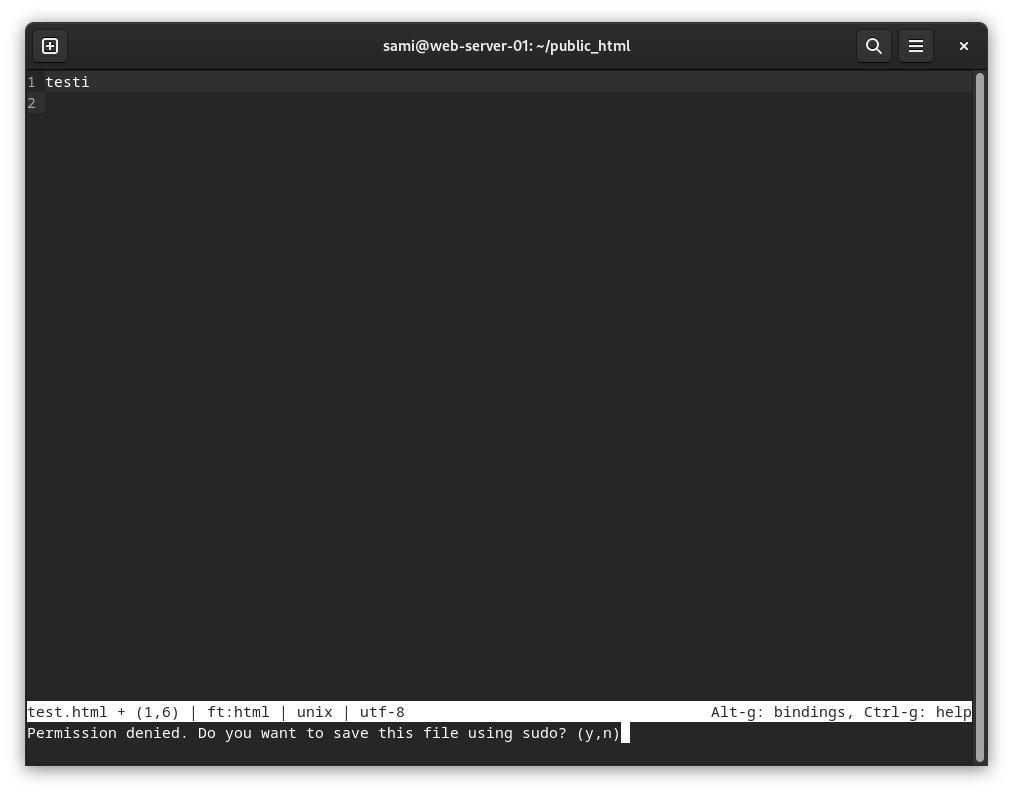 sami@web-server-01: ~/public_html
1 testi
2
test.html + (1,6) | ft:html | unix | utf-8 Alt-g: bindings, Ctrl-g: help
Permission denied. Do you want to save this file using sudo? (y,n)